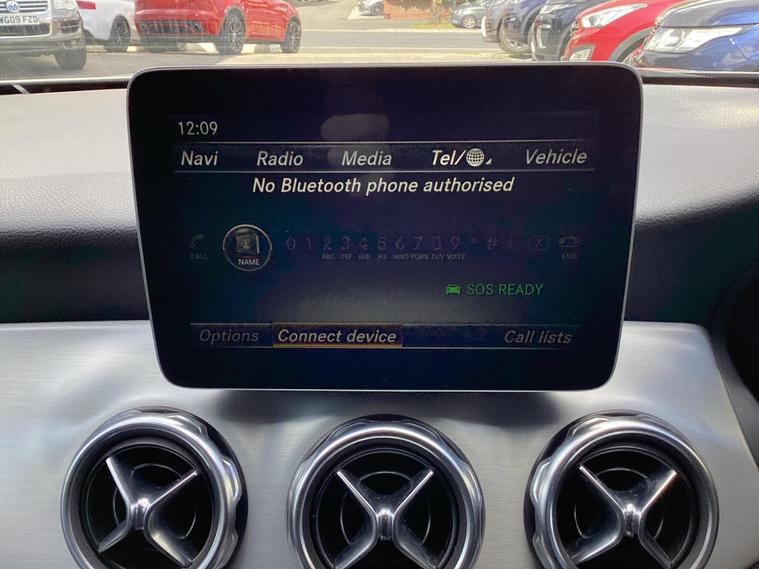 WG09 FZD
12:09
Navi Radio Media Tel/ Vehicle
No Bluetooth phone authorised
0 1 2 3 4 5 6 7 8 9 * # +
CALL NAME ABC DEF GHI JKL MNO PQRS TUV WXYZ END
SOS READY
Options Connect device Call lists